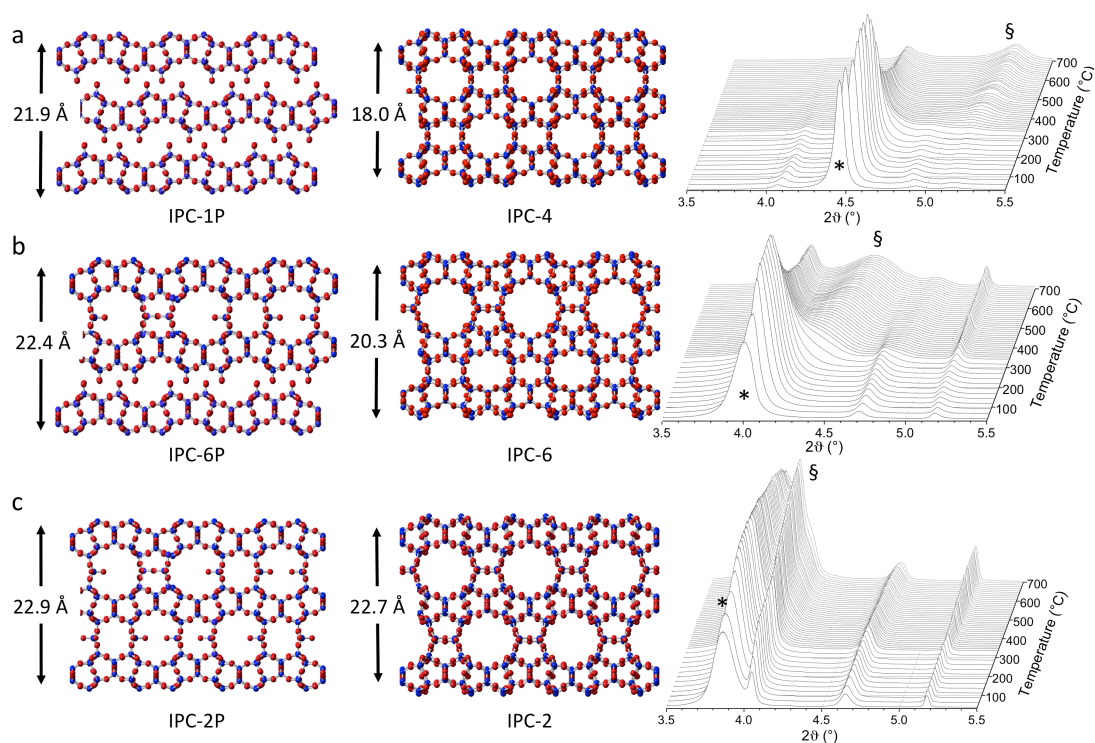 a
§
21.9 Å
18.0 Å
IPC-1P
IPC-4
*
3.5 4.0 4.5 5.0 5.5
2ϑ (°)
100 200 300 400 500 600 700
Temperature (°C)
b
§
22.4 Å
20.3 Å
IPC-6P
IPC-6
*
3.5 4.0 4.5 5.0 5.5
2ϑ (°)
100 200 300 400 500 600 700
Temperature (°C)
c
§
22.9 Å
22.7 Å
IPC-2P
IPC-2
*
3.5 4.0 4.5 5.0 5.5
2ϑ (°)
100 200 300 400 500 600 700
Temperature (°C)